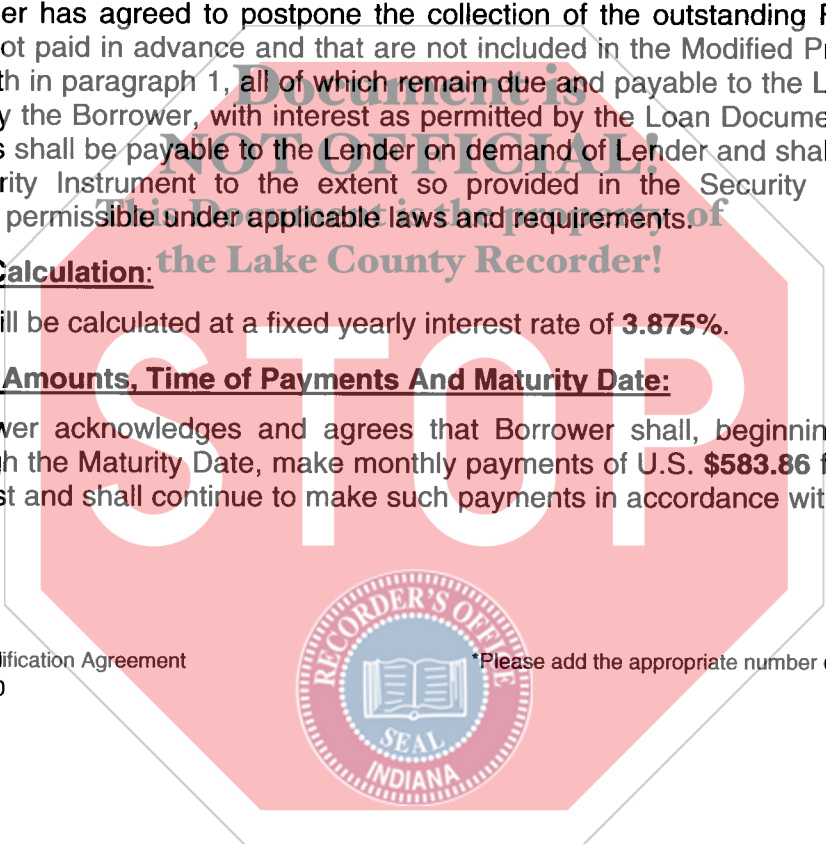 er has agreed to postpone the collection of the outstanding F
ot paid in advance and that are not included in the Modified Pr
th in paragraph 1, all of which remain due and payable to the L
y the Borrower, with interest as permitted by the Loan Docume
s shall be payable to the Lender on demand of Lender and shal
rity Instrument to the extent so provided in the Security
permissible under applicable laws and requirements.
Document is
NOT OFFICIAL!
This Document is the property of
the Lake County Recorder!
Calculation:
ill be calculated at a fixed yearly interest rate of 3.875%.
Amounts, Time of Payments And Maturity Date:
wer acknowledges and agrees that Borrower shall, beginnin
h the Maturity Date, make monthly payments of U.S. $583.86 f
st and shall continue to make such payments in accordance wit
STOP
RECORDER'S OFFICE
SEAL
INDIANA
lification Agreement
*Please add the appropriate number
0